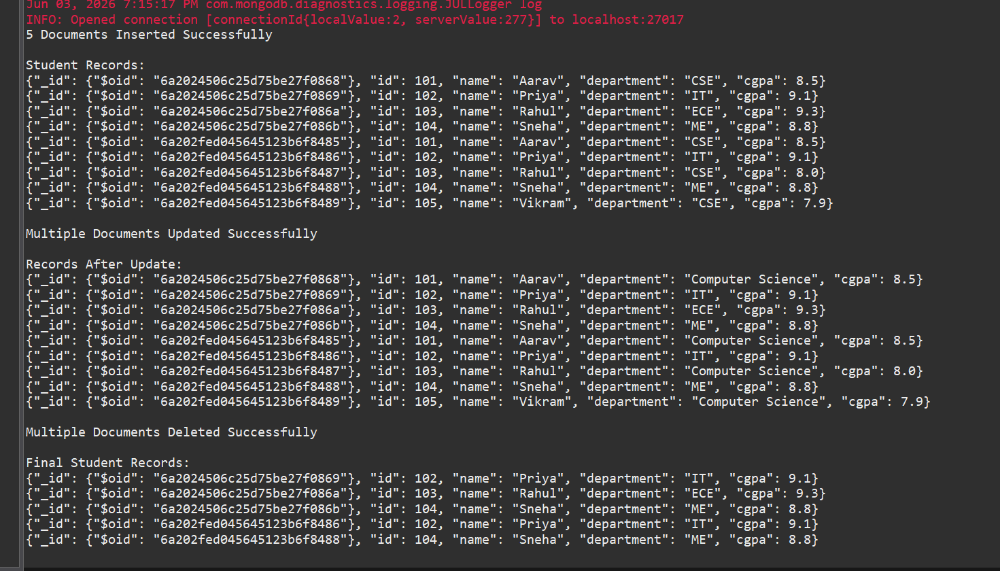 Jun 03, 2026 7:15:17 PM com.mongodb.diagnostics.logging.JULLogger log
INFO: Opened connection [connectionId{localValue:2, serverValue:277}] to localhost:27017
5 Documents Inserted Successfully
Student Records:
{"_id": {"$oid": "6a2024506c25d75be27f0868"}, "id": 101, "name": "Aarav", "department": "CSE", "cgpa": 8.5}
{"_id": {"$oid": "6a2024506c25d75be27f0869"}, "id": 102, "name": "Priya", "department": "IT", "cgpa": 9.1}
{"_id": {"$oid": "6a2024506c25d75be27f086a"}, "id": 103, "name": "Rahul", "department": "ECE", "cgpa": 9.3}
{"_id": {"$oid": "6a2024506c25d75be27f086b"}, "id": 104, "name": "Sneha", "department": "ME", "cgpa": 8.8}
{"_id": {"$oid": "6a202fed045645123b6f8485"}, "id": 101, "name": "Aarav", "department": "CSE", "cgpa": 8.5}
{"_id": {"$oid": "6a202fed045645123b6f8486"}, "id": 102, "name": "Priya", "department": "IT", "cgpa": 9.1}
{"_id": {"$oid": "6a202fed045645123b6f8487"}, "id": 103, "name": "Rahul", "department": "CSE", "cgpa": 8.0}
{"_id": {"$oid": "6a202fed045645123b6f8488"}, "id": 104, "name": "Sneha", "department": "ME", "cgpa": 8.8}
{"_id": {"$oid": "6a202fed045645123b6f8489"}, "id": 105, "name": "Vikram", "department": "CSE", "cgpa": 7.9}
Multiple Documents Updated Successfully
Records After Update:
{"_id": {"$oid": "6a2024506c25d75be27f0868"}, "id": 101, "name": "Aarav", "department": "Computer Science", "cgpa": 8.5}
{"_id": {"$oid": "6a2024506c25d75be27f0869"}, "id": 102, "name": "Priya", "department": "IT", "cgpa": 9.1}
{"_id": {"$oid": "6a2024506c25d75be27f086a"}, "id": 103, "name": "Rahul", "department": "ECE", "cgpa": 9.3}
{"_id": {"$oid": "6a2024506c25d75be27f086b"}, "id": 104, "name": "Sneha", "department": "ME", "cgpa": 8.8}
{"_id": {"$oid": "6a202fed045645123b6f8485"}, "id": 101, "name": "Aarav", "department": "Computer Science", "cgpa": 8.5}
{"_id": {"$oid": "6a202fed045645123b6f8486"}, "id": 102, "name": "Priya", "department": "IT", "cgpa": 9.1}
{"_id": {"$oid": "6a202fed045645123b6f8487"}, "id": 103, "name": "Rahul", "department": "Computer Science", "cgpa": 8.0}
{"_id": {"$oid": "6a202fed045645123b6f8488"}, "id": 104, "name": "Sneha", "department": "ME", "cgpa": 8.8}
{"_id": {"$oid": "6a202fed045645123b6f8489"}, "id": 105, "name": "Vikram", "department": "Computer Science", "cgpa": 7.9}
Multiple Documents Deleted Successfully
Final Student Records:
{"_id": {"$oid": "6a2024506c25d75be27f0869"}, "id": 102, "name": "Priya", "department": "IT", "cgpa": 9.1}
{"_id": {"$oid": "6a2024506c25d75be27f086a"}, "id": 103, "name": "Rahul", "department": "ECE", "cgpa": 9.3}
{"_id": {"$oid": "6a2024506c25d75be27f086b"}, "id": 104, "name": "Sneha", "department": "ME", "cgpa": 8.8}
{"_id": {"$oid": "6a202fed045645123b6f8486"}, "id": 102, "name": "Priya", "department": "IT", "cgpa": 9.1}
{"_id": {"$oid": "6a202fed045645123b6f8488"}, "id": 104, "name": "Sneha", "department": "ME", "cgpa": 8.8}